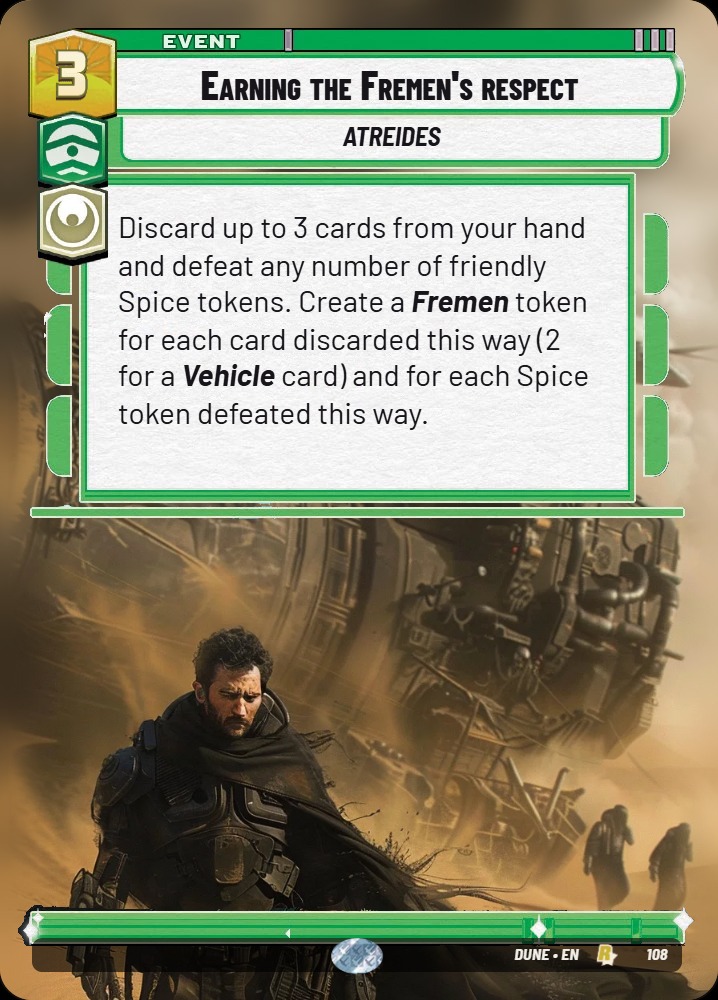 EVENT
3
EARNING THE FREMEN'S RESPECT
ATREIDES
Discard up to 3 cards from your hand
and defeat any number of friendly
Spice tokens. Create a Fremen token
for each card discarded this way (2
for a Vehicle card) and for each Spice
token defeated this way.
DUNE • EN R 108